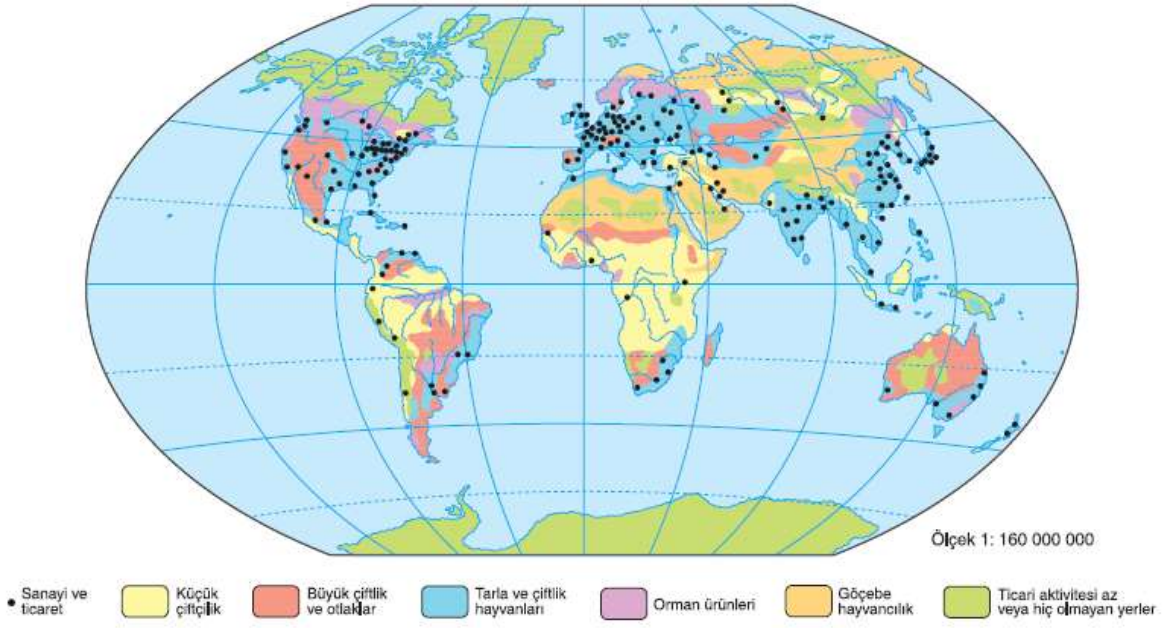 Ölçek 1: 160 000 000
Sanayi ve
ticaret
Küçük
çiftçilik
Büyük çiftlik
ve otlaklar
Tarla ve çiftlik
hayvanları
Orman ürünleri
Göçebe
hayvancılık
Ticari aktivitesi az
veya hiç olmayan yerler